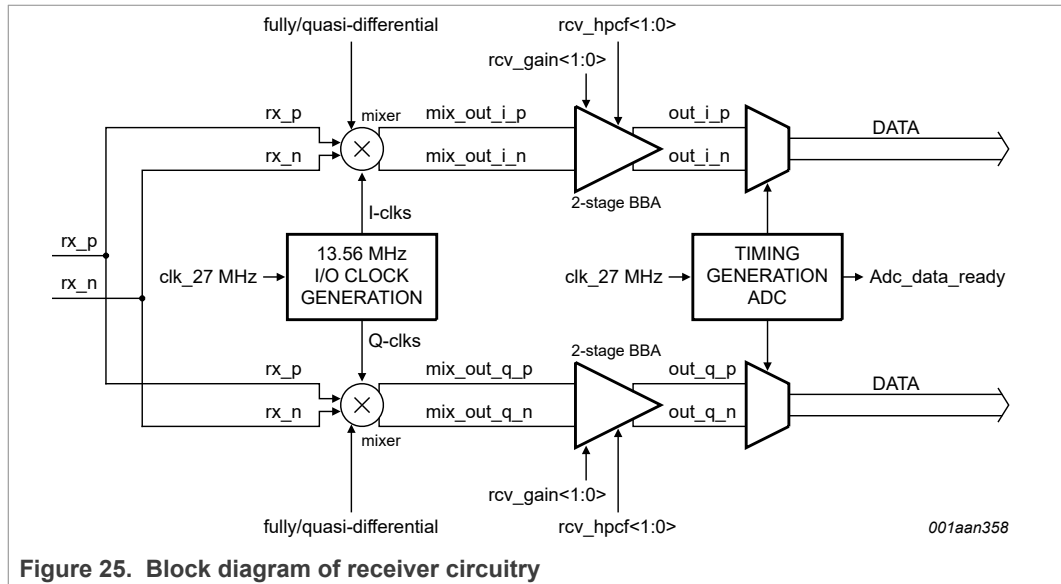 fully/quasi-differential
rcv_hpcf<1:0>
rcv_gain<1:0>
rx_p
mixer
mix_out_i_p
out_i_p
DATA
rx_n
mix_out_i_n
out_i_n
2-stage BBA
I-clks
rx_p
rx_n
clk_27 MHz
13.56 MHz
I/O CLOCK
GENERATION
clk_27 MHz
TIMING
GENERATION
ADC
Adc_data_ready
Q-clks
2-stage BBA
rx_p
mix_out_q_p
out_q_p
DATA
rx_n
mix_out_q_n
out_q_n
mixer
rcv_gain<1:0>
fully/quasi-differential
rcv_hpcf<1:0>
001aan358
Figure 25. Block diagram of receiver circuitry